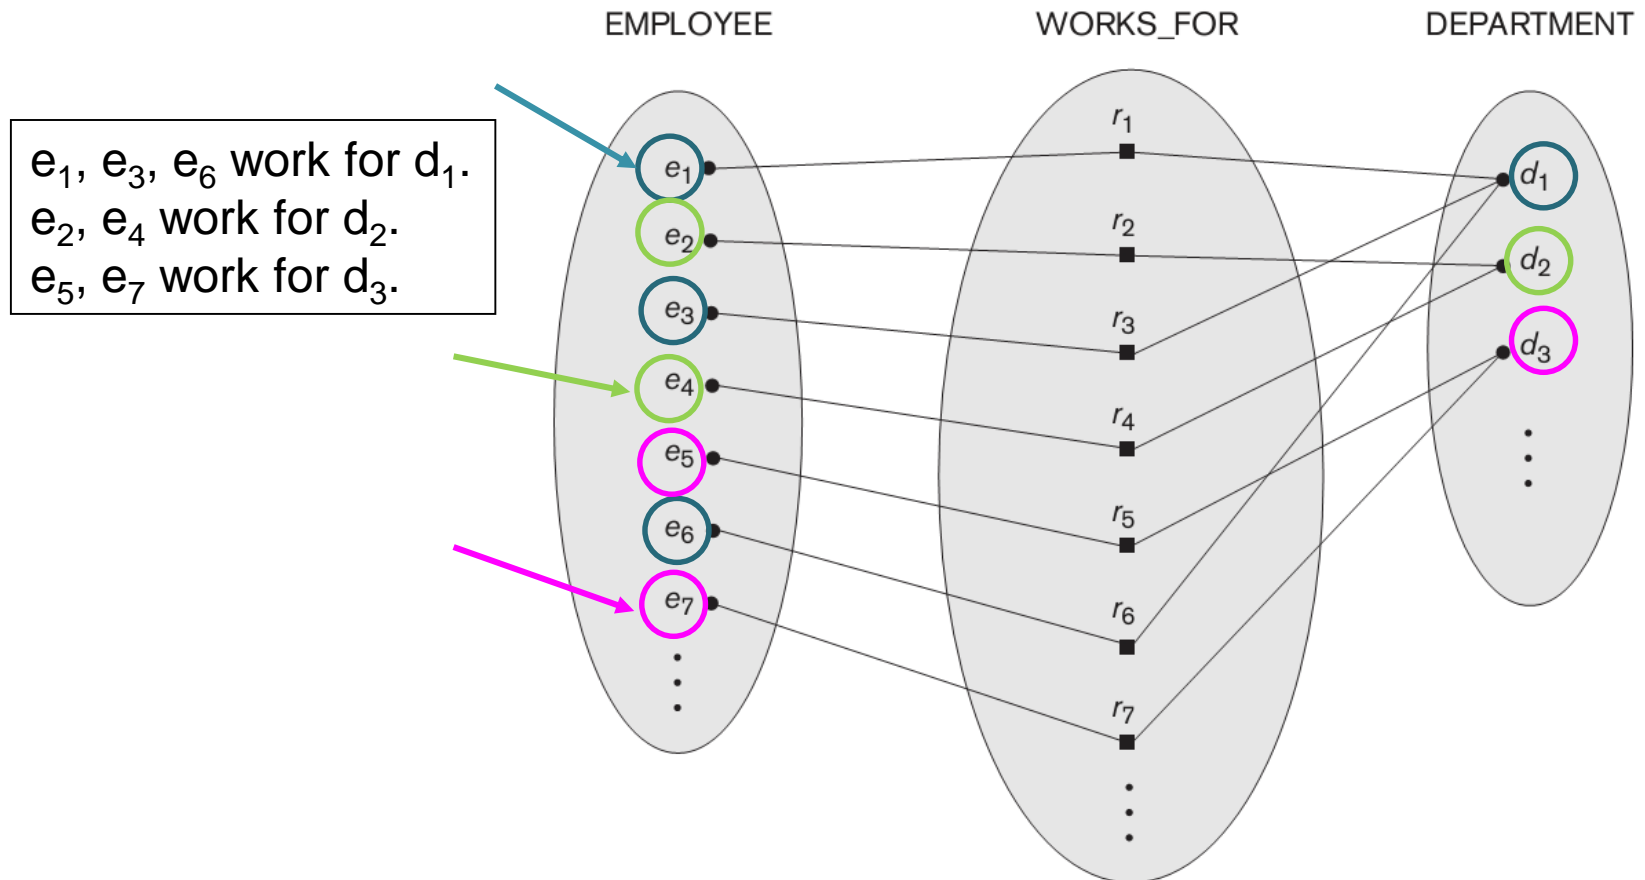 EMPLOYEE
WORKS_FOR
DEPARTMENT
e₁, e₃, e₆ work for d₁.
e₂, e₄ work for d₂.
e₅, e₇ work for d₃.
e₁
e₂
e₃
e₄
e₅
e₆
e₇
r₁
r₂
r₃
r₄
r₅
r₆
r₇
d₁
d₂
d₃